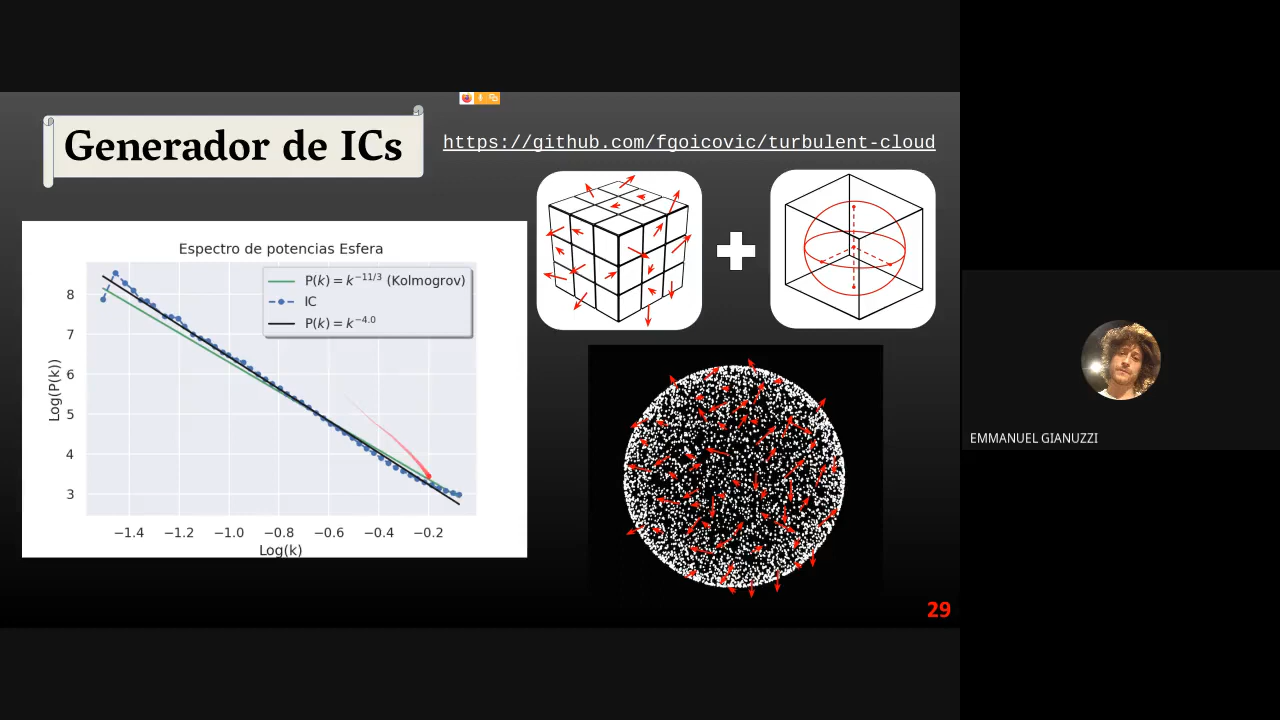 Generador de ICs
https://github.com/fgoicovic/turbulent-cloud
Espectro de potencias Esfera
P(k) = k^{-11/3} (Kolmogrov)
IC
P(k) = k^{-4.0}
Log(P(k))
8
7
6
5
4
3
−1.4 −1.2 −1.0 −0.8 −0.6 −0.4 −0.2
Log(k)
29
EMMANUEL GIANUZZI